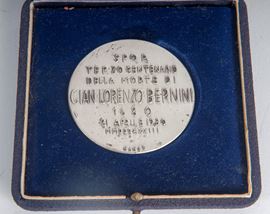 S.P.Q.R.
TERZO CENTENARIO
DELLA MORTE DI
GIAN LORENZO BERNINI
1680
21 APRILE 1980